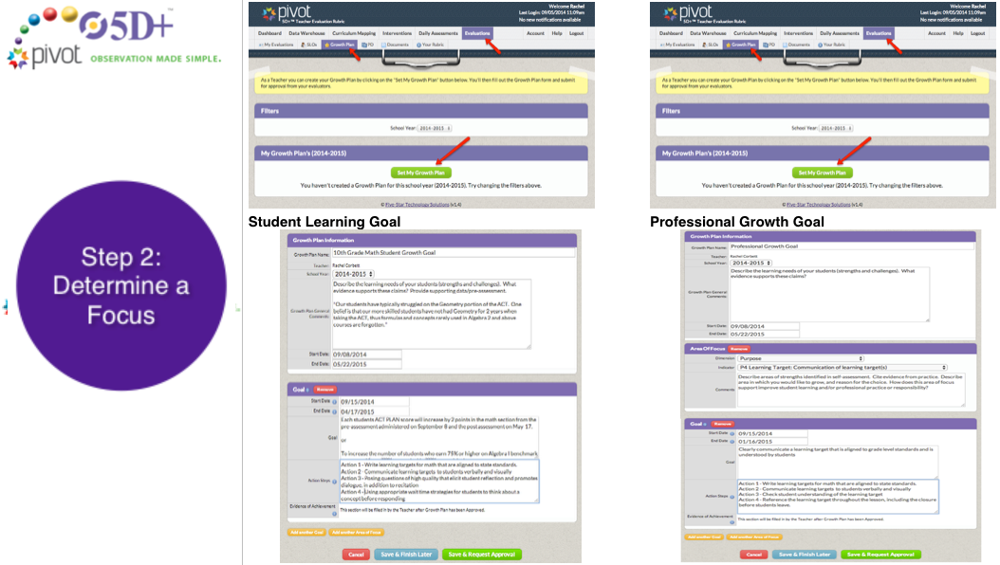 5D+™
pivot OBSERVATION MADE SIMPLE.
Step 2:
Determine a
Focus
pivot
5D+™ Teacher Evaluation Rubric
Welcome Rachel
Last Login: 09/05/2014 11:09am
No new notifications available
Dashboard Data Warehouse Curriculum Mapping Interventions Daily Assessments Evaluations Account Help Logout
My Evaluations SLOs Growth Plan PD Documents Your Rubric
As a Teacher you can create your Growth Plan by clicking on the "Set My Growth Plan" button below. You'll then fill out the Growth Plan form and submit
for approval from your evaluators.
Filters
School Year: 2014-2015
My Growth Plan's (2014-2015)
Set My Growth Plan
You haven't created a Growth Plan for this school year (2014-2015). Try changing the filters above.
© Five-Star Technology Solutions (v1.4)
Student Learning Goal
Growth Plan Information
Growth Plan Name: 10th Grade Math Student Growth Goal
Teacher: Rachel Corbett
School Year: 2014-2015
Growth Plan General
Comments:
Describe the learning needs of your students (strengths and challenges). What
evidence supports these claims? Provide supporting data/pre-assessment.
"Our students have typically struggled on the Geometry portion of the ACT. One
belief is that our more skilled students have not had Geometry for 2 years when
taking the ACT, thus formulas and concepts rarely used in Algebra 2 and above
courses are forgotten."
Start Date: 09/08/2014
End Date: 05/22/2015
Goal Remove
Start Date 09/15/2014
End Date 04/17/2015
Goal
Each students ACT PLAN score will increase by 2 points in the math section from the
pre-assessment administered on September 8 and the post assessment on May 17.
or
To increase the number of students who earn 75% or higher on Algebra I benchmark
Action Steps
Action 1 - Write learning targets for math that are aligned to state standards.
Action 2 - Communicate learning targets to students verbally and visually
Action 3 - Posing questions of high quality that elicit student reflection and promotes
dialogue, in addition to recitation
Action 4 - Using appropriate wait time strategies for students to think about a
concept before responding
Evidence of Achievement This section will be filled in by the Teacher after Growth Plan has been Approved.
Add another Goal Add another Area of Focus
Cancel Save & Finish Later Save & Request Approval
pivot
5D+™ Teacher Evaluation Rubric
Welcome Rachel
Last Login: 09/05/2014 11:09am
No new notifications available
Dashboard Data Warehouse Curriculum Mapping Interventions Daily Assessments Evaluations Account Help Logout
My Evaluations SLOs Growth Plan PD Documents Your Rubric
As a Teacher you can create your Growth Plan by clicking on the "Set My Growth Plan" button below. You'll then fill out the Growth Plan form and submit
for approval from your evaluators.
Filters
School Year: 2014-2015
My Growth Plan's (2014-2015)
Set My Growth Plan
You haven't created a Growth Plan for this school year (2014-2015). Try changing the filters above.
© Five-Star Technology Solutions (v1.4)
Professional Growth Goal
Growth Plan Information
Growth Plan Name: Professional Growth Goal
Teacher: Rachel Corbett
School Year: 2014-2015
Growth Plan General
Comments:
Describe the learning needs of your students (strengths and challenges). What
evidence supports these claims?
Start Date: 09/08/2014
End Date: 05/22/2015
Area Of Focus Remove
Dimension: Purpose
Indicator: P4 Learning Target: Communication of learning target(s)
Comments:
Describe areas of strengths identified in self-assessment. Cite evidence from practice. Describe
area in which you would like to grow, and reason for the choice. How does this area of focus
support improve student learning and/or professional practice or responsibility?
Goal Remove
Start Date 09/15/2014
End Date 01/16/2015
Goal
Clearly communicate a learning target that is aligned to grade level standards and is
understood by students
Action Steps
Action 1 - Write learning targets for math that are aligned to state standards.
Action 2 - Communicate learning targets to students verbally and visually
Action 3 - Check student understanding of the learning target
Action 4 - Reference the learning target throughout the lesson, including the closure
before students leave.
Evidence of Achievement This section will be filled in by the Teacher after Growth Plan has been Approved.
Add another Goal Add another Area of Focus
Cancel Save & Finish Later Save & Request Approval